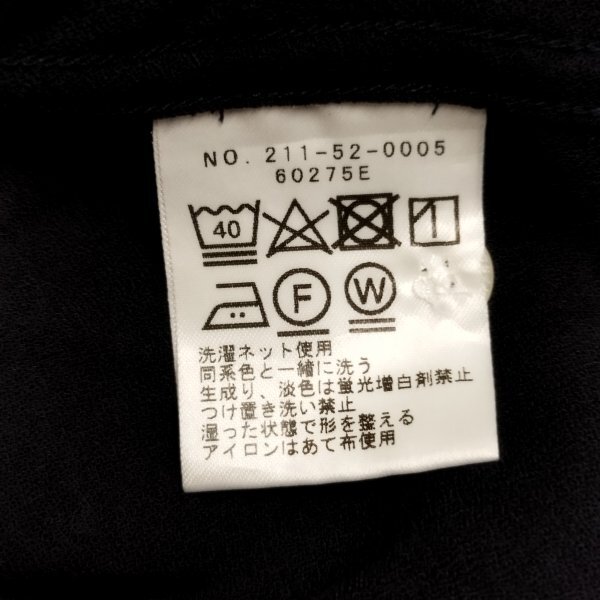 NO. 211-52-0005
60275E
40
F W
洗濯ネット使用
同系色と一緒に洗う
生成り、淡色は蛍光増白剤禁止
つけ置き洗い禁止
湿った状態で形を整える
アイロンはあて布使用